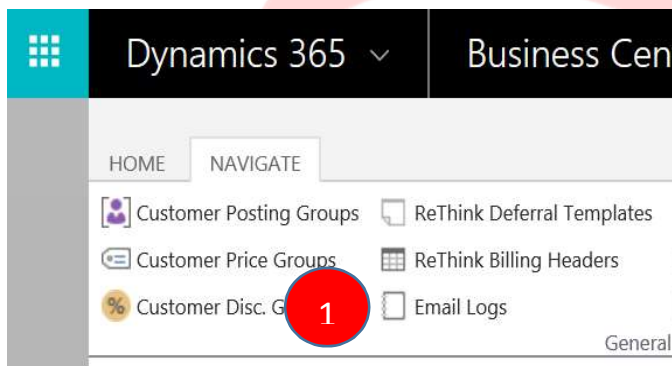 Dynamics 365 Business Cen
HOME NAVIGATE
Customer Posting Groups ReThink Deferral Templates
Customer Price Groups ReThink Billing Headers
% Customer Disc. G 1 Email Logs
General